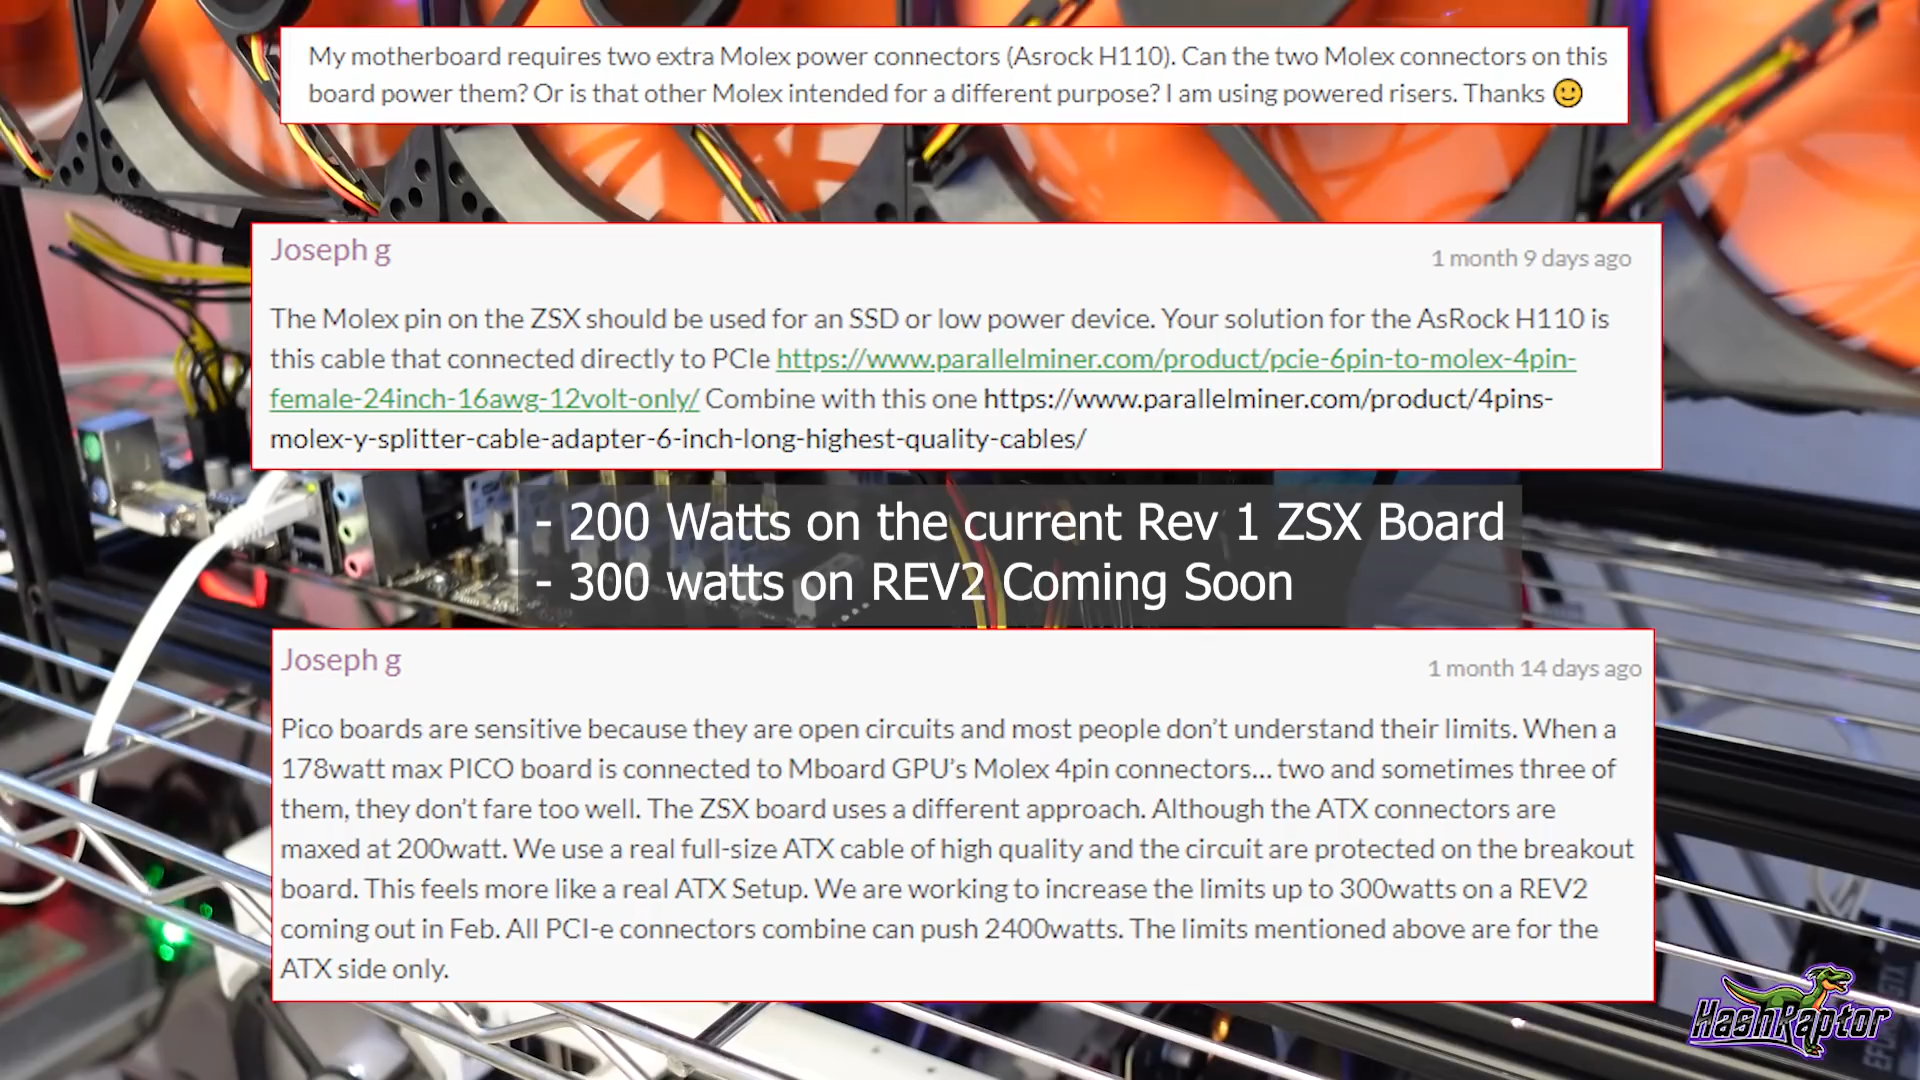 My motherboard requires two extra Molex power connectors (Asrock H110). Can the two Molex connectors on this
board power them? Or is that other Molex intended for a different purpose? I am using powered risers. Thanks 🙂
Joseph g
1 month 9 days ago
The Molex pin on the ZSX should be used for an SSD or low power device. Your solution for the AsRock H110 is
this cable that connected directly to PCIe https://www.parallelminer.com/product/pcie-6pin-to-molex-4pin-
female-24inch-16awg-12volt-only/ Combine with this one https://www.parallelminer.com/product/4pins-
molex-y-splitter-cable-adapter-6-inch-long-highest-quality-cables/
- 200 Watts on the current Rev 1 ZSX Board
- 300 watts on REV2 Coming Soon
Joseph g
1 month 14 days ago
Pico boards are sensitive because they are open circuits and most people don't understand their limits. When a
178watt max PICO board is connected to Mboard GPU's Molex 4pin connectors... two and sometimes three of
them, they don't fare too well. The ZSX board uses a different approach. Although the ATX connectors are
maxed at 200watt. We use a real full-size ATX cable of high quality and the circuit are protected on the breakout
board. This feels more like a real ATX Setup. We are working to increase the limits up to 300watts on a REV2
coming out in Feb. All PCI-e connectors combine can push 2400watts. The limits mentioned above are for the
ATX side only.
HashRaptor